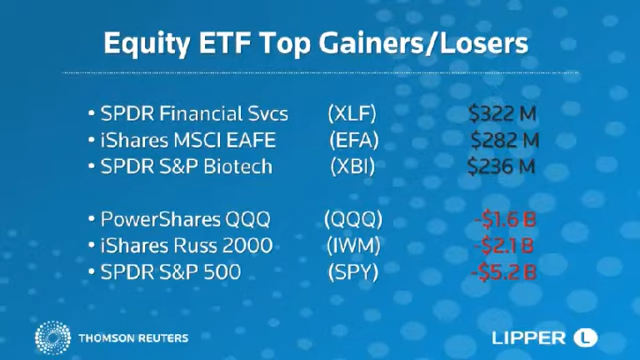 Equity ETF Top Gainers/Losers
• SPDR Financial Svcs (XLF) $322 M
• iShares MSCI EAFE (EFA) $282 M
• SPDR S&P Biotech (XBI) $236 M
• PowerShares QQQ (QQQ) -$1.6 B
• iShares Russ 2000 (IWM) -$2.1 B
• SPDR S&P 500 (SPY) -$5.2 B
THOMSON REUTERS LIPPER L